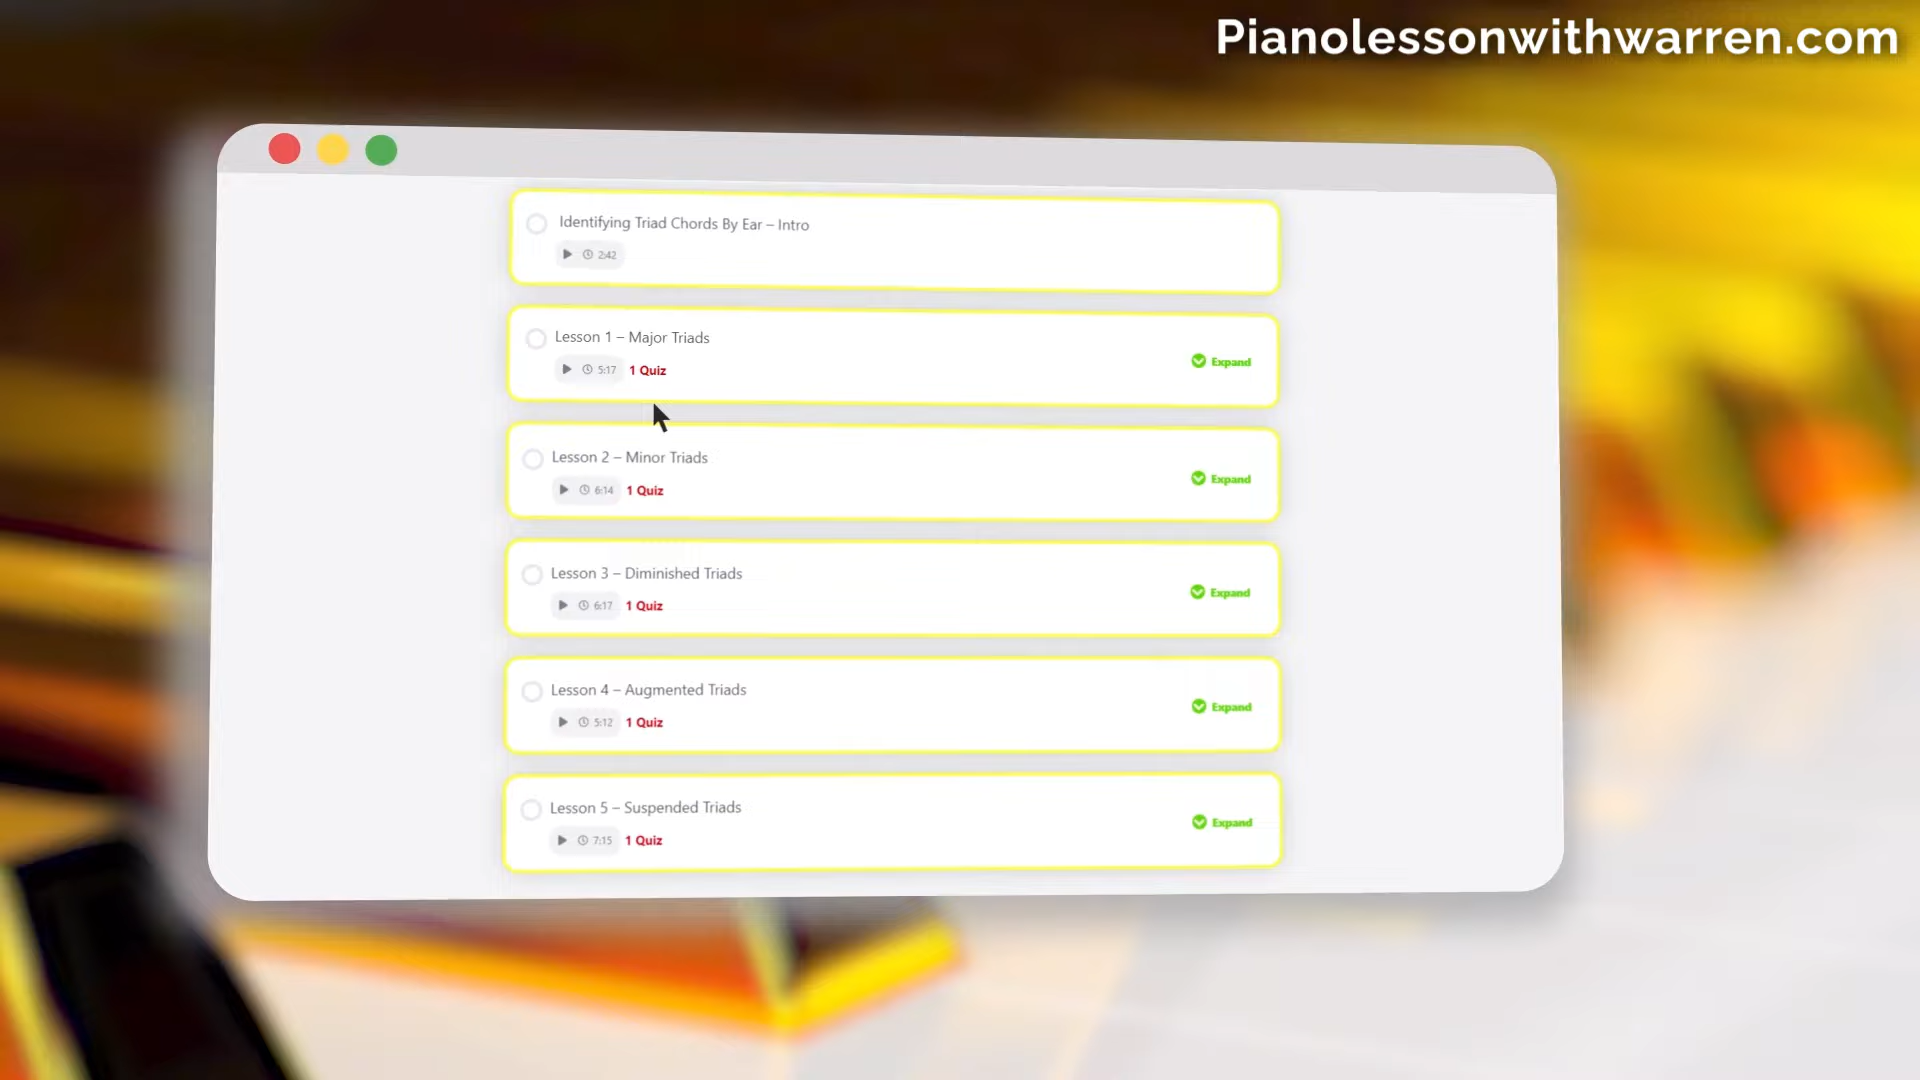 Pianolessonwithwarren.com
Identifying Triad Chords By Ear – Intro
2:42
Lesson 1 – Major Triads
5:17 1 Quiz
Expand
Lesson 2 – Minor Triads
6:14 1 Quiz
Expand
Lesson 3 – Diminished Triads
6:17 1 Quiz
Expand
Lesson 4 – Augmented Triads
5:12 1 Quiz
Expand
Lesson 5 – Suspended Triads
7:15 1 Quiz
Expand